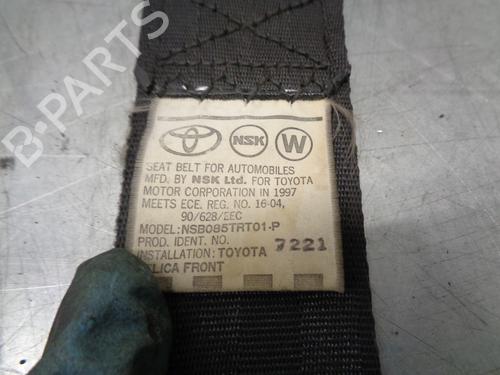 NSK
W
SEAT BELT FOR AUTOMOBILES
MFD. BY NSK Ltd. FOR TOYOTA
MOTOR CORPORATION IN 1997
MEETS ECE. REG. NO. 16-04,
90/628/EEC
MODEL:NSB085TRT01-P
PROD. IDENT. NO. 7221
INSTALLATION:TOYOTA
ELICA FRONT
B-PARTS